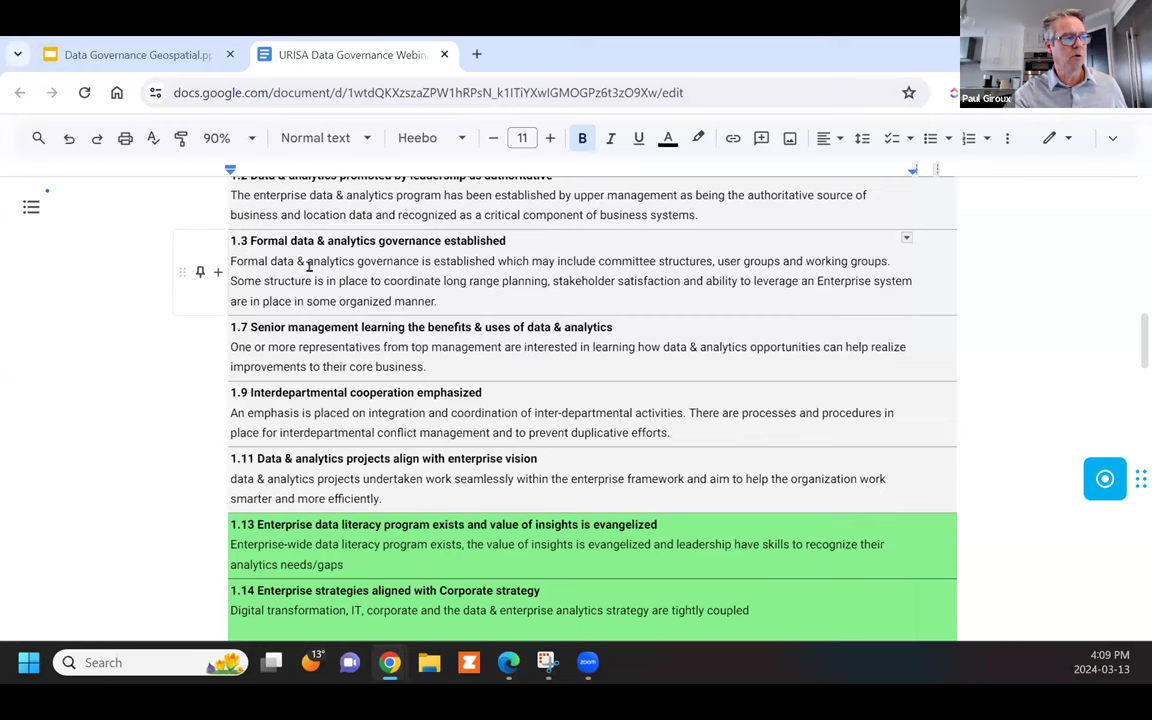 Data Governance Geospatial.pp
URISA Data Governance Webin
docs.google.com/document/d/1wtdQKXzszaZPW1hRPsN_k1ITiYXwIGMOGPz6t3zO9Xw/edit
Paul Giroux
90%
Normal text
Heebo
11
B
I
U
A
1.2 Data & analytics promoted by leadership as authoritative
The enterprise data & analytics program has been established by upper management as being the authoritative source of
business and location data and recognized as a critical component of business systems.
1.3 Formal data & analytics governance established
Formal data & analytics governance is established which may include committee structures, user groups and working groups.
Some structure is in place to coordinate long range planning, stakeholder satisfaction and ability to leverage an Enterprise system
are in place in some organized manner.
1.7 Senior management learning the benefits & uses of data & analytics
One or more representatives from top management are interested in learning how data & analytics opportunities can help realize
improvements to their core business.
1.9 Interdepartmental cooperation emphasized
An emphasis is placed on integration and coordination of inter-departmental activities. There are processes and procedures in
place for interdepartmental conflict management and to prevent duplicative efforts.
1.11 Data & analytics projects align with enterprise vision
data & analytics projects undertaken work seamlessly within the enterprise framework and aim to help the organization work
smarter and more efficiently.
1.13 Enterprise data literacy program exists and value of insights is evangelized
Enterprise-wide data literacy program exists, the value of insights is evangelized and leadership have skills to recognize their
analytics needs/gaps
1.14 Enterprise strategies aligned with Corporate strategy
Digital transformation, IT, corporate and the data & enterprise analytics strategy are tightly coupled
Search
13°
zoom
4:09 PM
2024-03-13